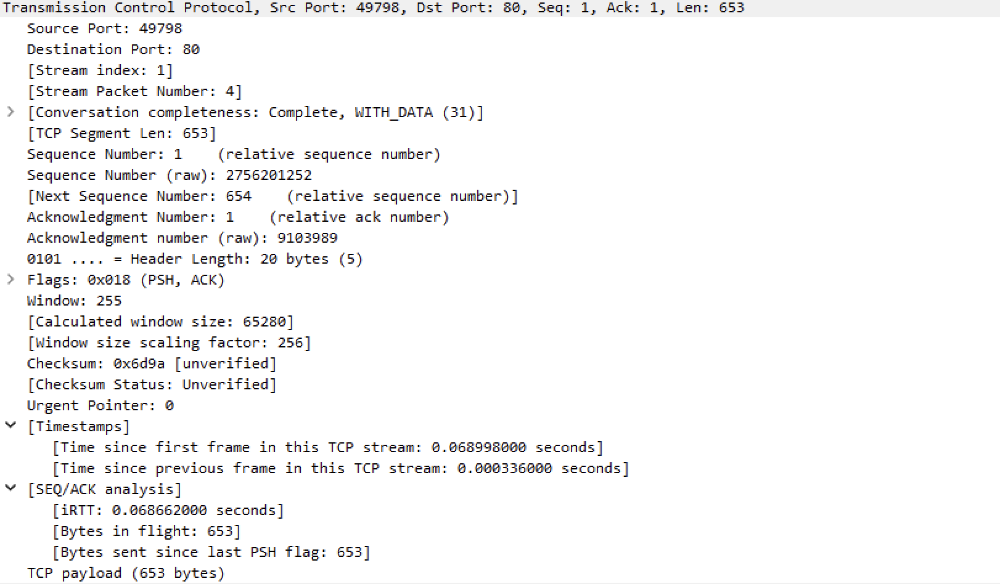 Transmission Control Protocol, Src Port: 49798, Dst Port: 80, Seq: 1, Ack: 1, Len: 653
Source Port: 49798
Destination Port: 80
[Stream index: 1]
[Stream Packet Number: 4]
[Conversation completeness: Complete, WITH_DATA (31)]
[TCP Segment Len: 653]
Sequence Number: 1    (relative sequence number)
Sequence Number (raw): 2756201252
[Next Sequence Number: 654    (relative sequence number)]
Acknowledgment Number: 1    (relative ack number)
Acknowledgment number (raw): 9103989
0101 .... = Header Length: 20 bytes (5)
Flags: 0x018 (PSH, ACK)
Window: 255
[Calculated window size: 65280]
[Window size scaling factor: 256]
Checksum: 0x6d9a [unverified]
[Checksum Status: Unverified]
Urgent Pointer: 0
[Timestamps]
[Time since first frame in this TCP stream: 0.068998000 seconds]
[Time since previous frame in this TCP stream: 0.000336000 seconds]
[SEQ/ACK analysis]
[iRTT: 0.068662000 seconds]
[Bytes in flight: 653]
[Bytes sent since last PSH flag: 653]
TCP payload (653 bytes)